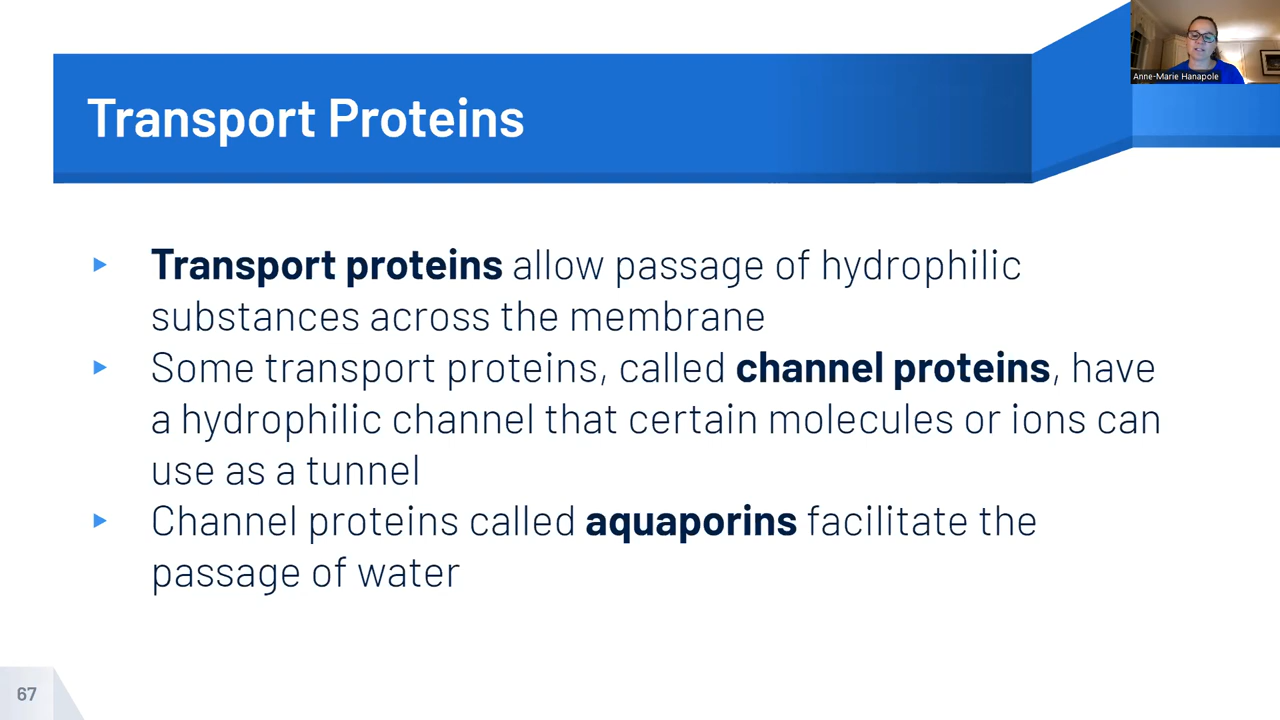 Anne-Marie Hanapole
Transport Proteins
Transport proteins allow passage of hydrophilic
substances across the membrane
Some transport proteins, called channel proteins, have
a hydrophilic channel that certain molecules or ions can
use as a tunnel
Channel proteins called aquaporins facilitate the
passage of water
67